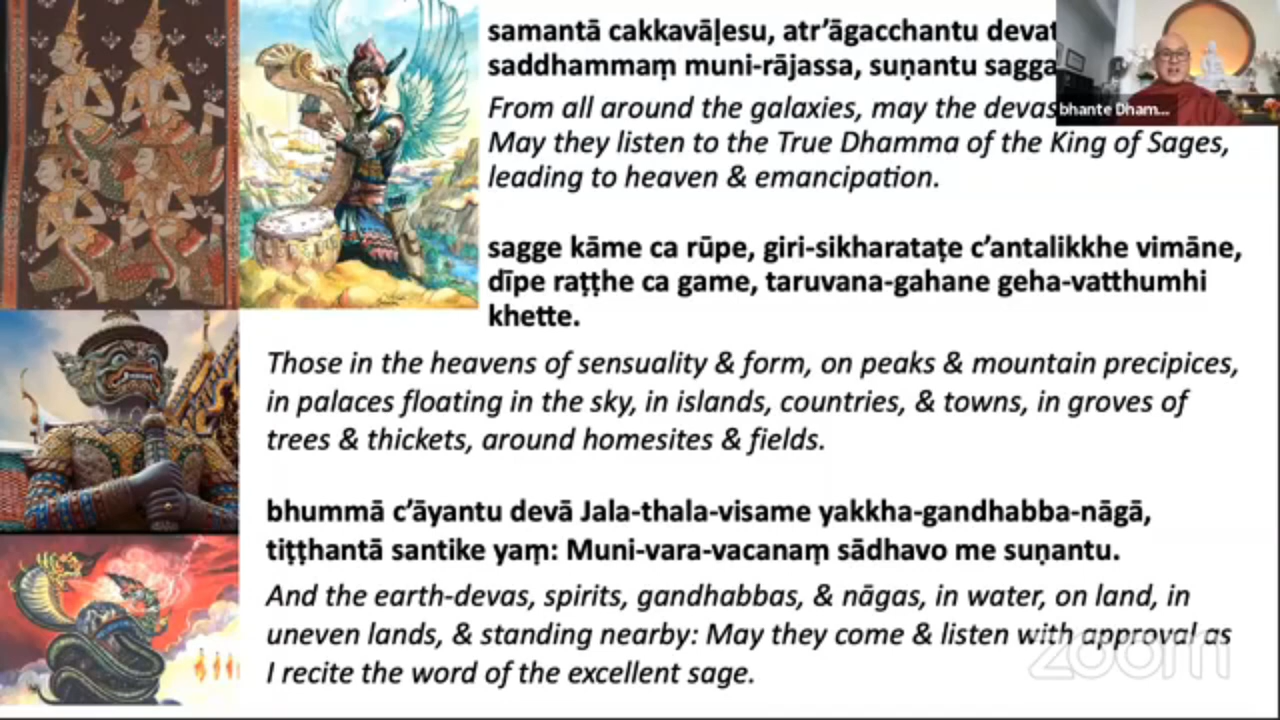 samantā cakkavāḷesu, atr’āgacchantu
saddhammaṃ muni-rājassa, suṇantu
From all around the galaxies, may the devas
bhante Dham...
May they listen to the True Dhamma of the King of Sages,
leading to heaven & emancipation.
sagge kāme ca rūpe, giri-sikharataṭe c’antalikkhe vimāne,
dīpe raṭṭhe ca game, taruvana-gahane geha-vatthumhi
khette.
Those in the heavens of sensuality & form, on peaks & mountain precipices,
in palaces floating in the sky, in islands, countries, & towns, in groves of
trees & thickets, around homesites & fields.
bhummā c’āyantu devā Jala-thala-visame yakkha-gandhabba-nāgā,
tiṭṭhantā santike yaṃ: Muni-vara-vacanaṃ sādhavo me suṇantu.
And the earth-devas, spirits, gandhabbas, & nāgas, in water, on land, in
uneven lands, & standing nearby: May they come & listen with approval as
I recite the word of the excellent sage.
zoom